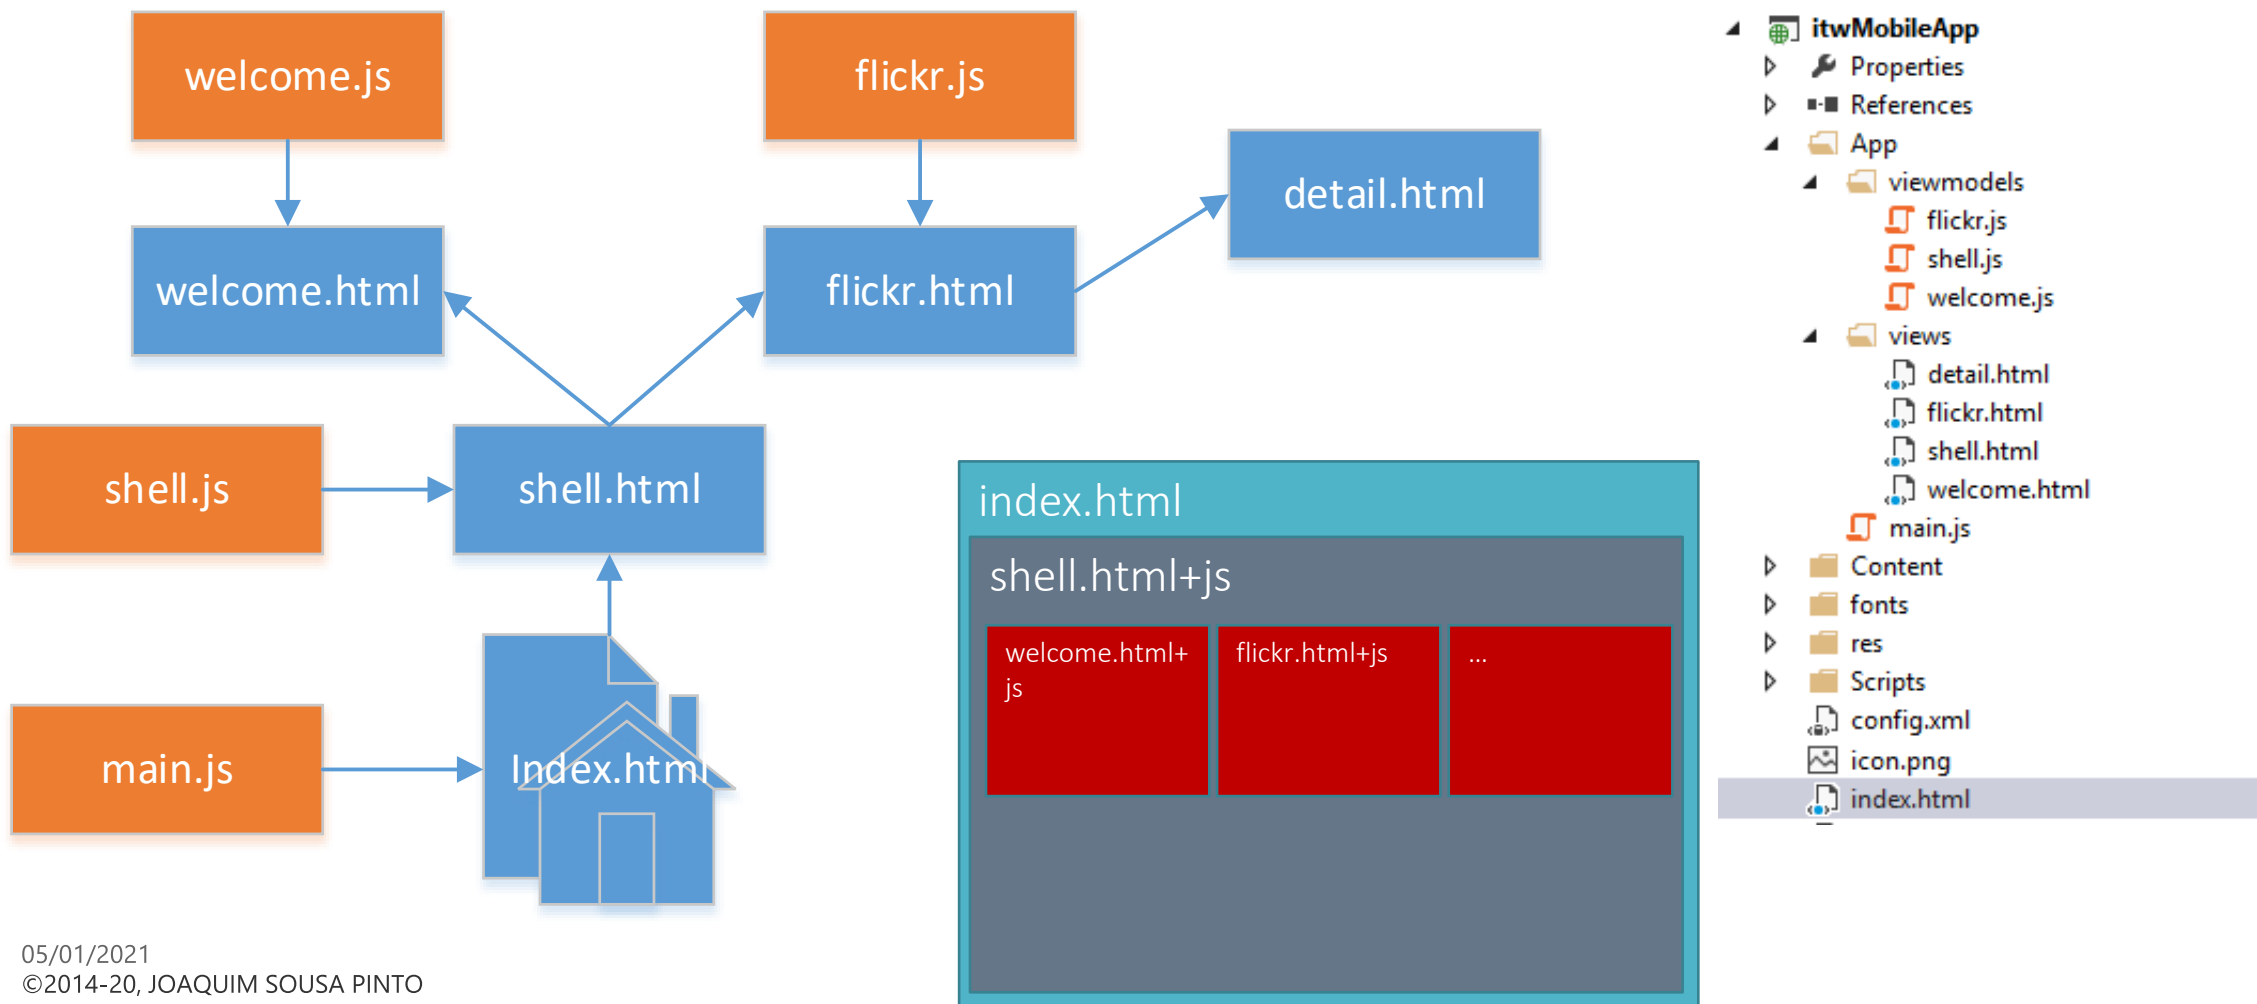 welcome.js
flickr.js
detail.html
welcome.html
flickr.html
shell.js
shell.html
main.js
Index.html
index.html
shell.html+js
welcome.html+
js
flickr.html+js
...
itwMobileApp
Properties
References
App
viewmodels
flickr.js
shell.js
welcome.js
views
detail.html
flickr.html
shell.html
welcome.html
main.js
Content
fonts
res
Scripts
config.xml
icon.png
index.html
05/01/2021
©2014-20, JOAQUIM SOUSA PINTO